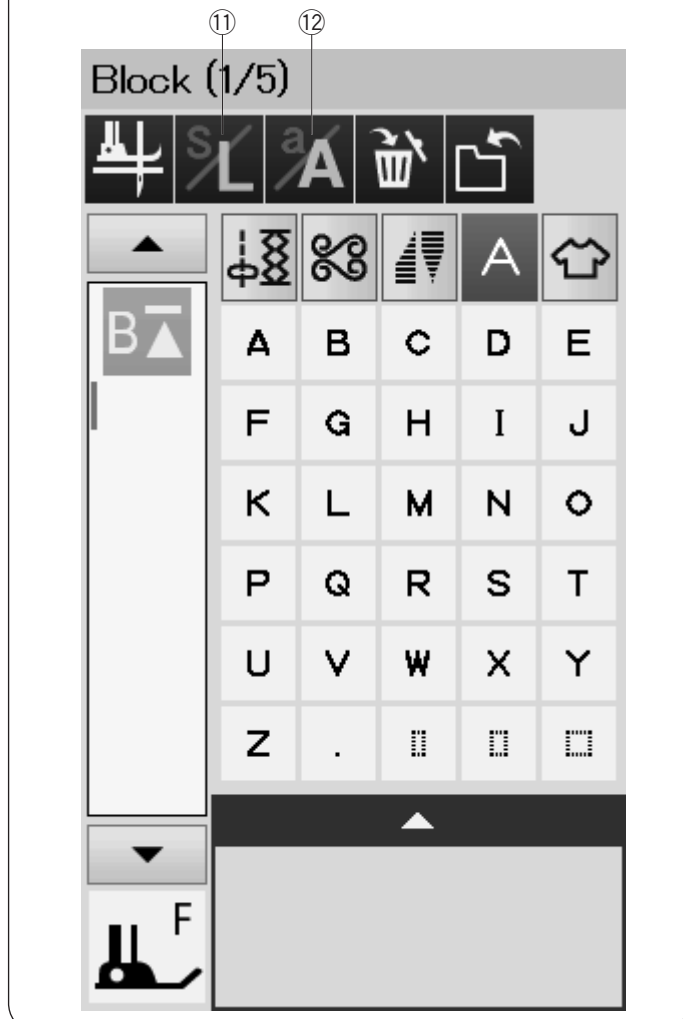 ⑪ ⑫
Block (1/5)
S/L a/A
A
B
A B C D E
F G H I J
K L M N O
P Q R S T
U V W X Y
Z .
F